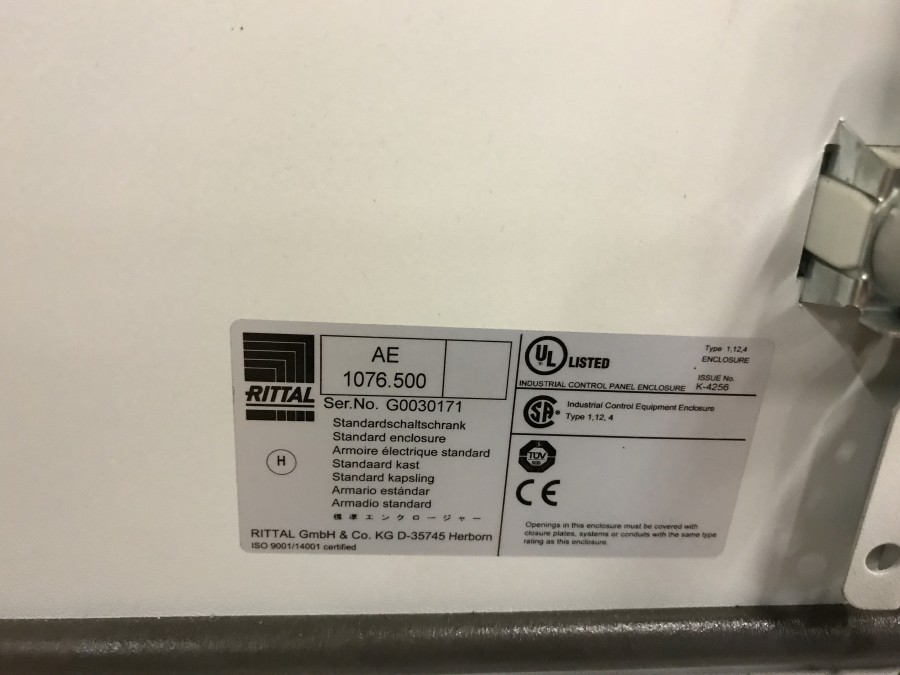 RITTAL
AE
1076.500
Ser.No. G0030171
H
Standardschaltschrank
Standard enclosure
Armoire électrique standard
Standaard kast
Standard kapsling
Armario estándar
Armadio standard
標準エンクロージャー
RITTAL GmbH & Co. KG D-35745 Herborn
ISO 9001/14001 certified
UL LISTED
Type 1,12,4
ENCLOSURE
INDUSTRIAL CONTROL PANEL ENCLOSURE
ISSUE No.
K-4256
SA
Industrial Control Equipment Enclosure
Type 1,12, 4
TÜV
CE
Openings in this enclosure must be covered with
closure plates, systems or conduits with the same type
rating as this enclosure.